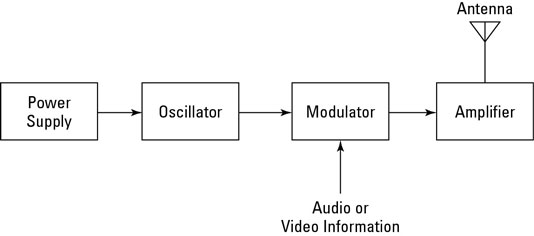 Antenna
Power
Supply
Oscillator
Modulator
Amplifier
Audio or
Video Information